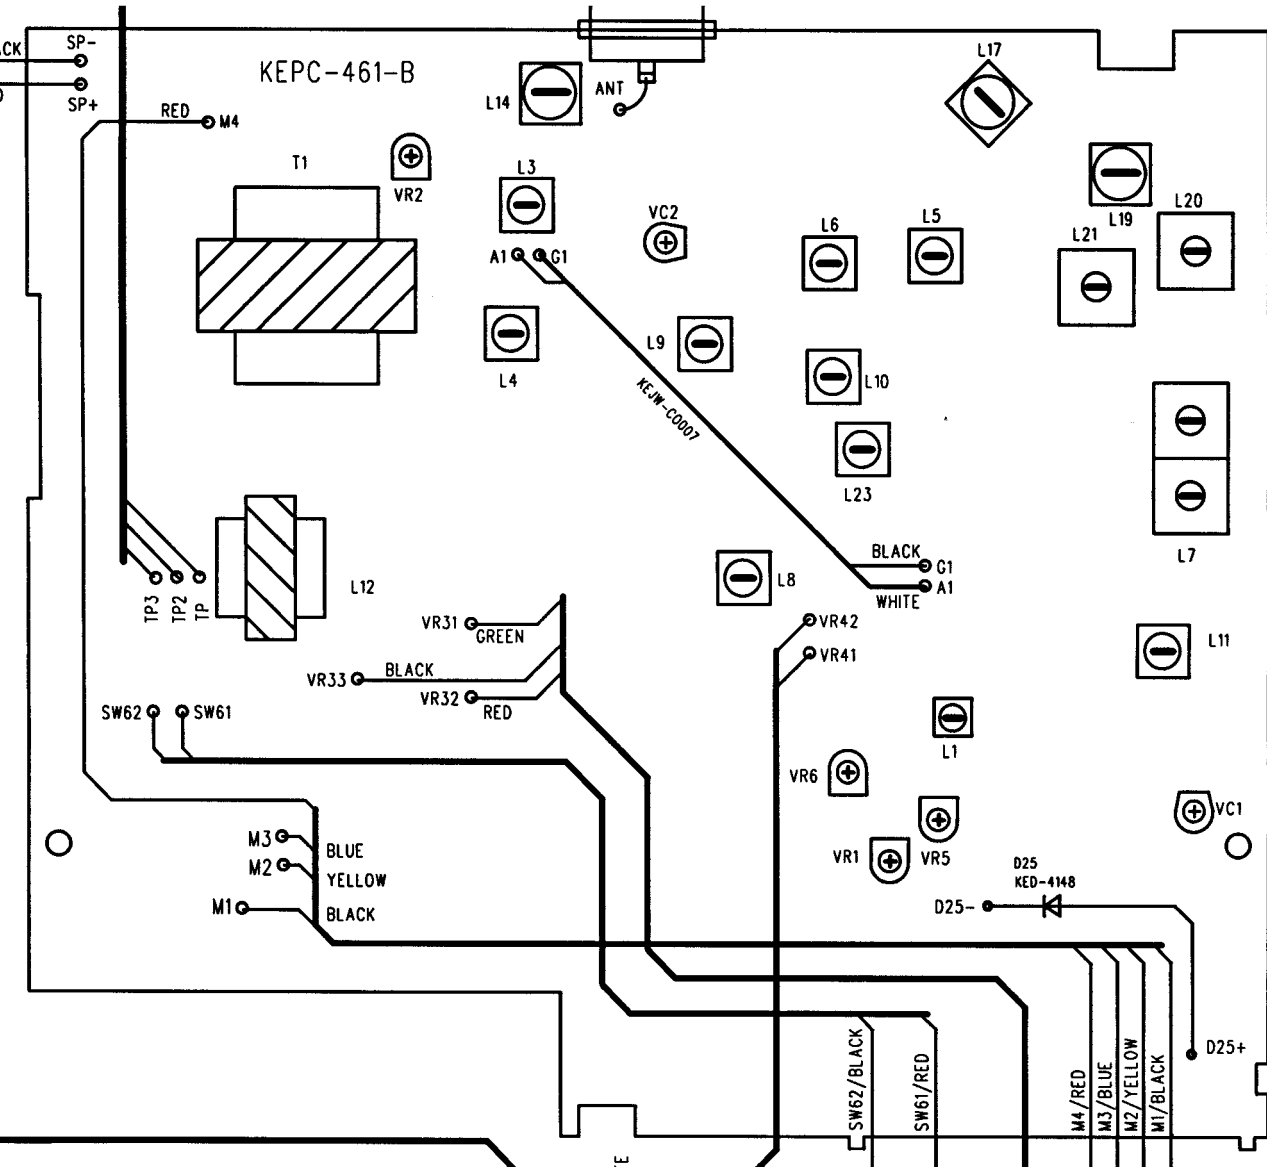 SP-
SP+
KEPC-461-B
L14
ANT
L17
RED
M4
T1
VR2
L3
VC2
L6
L5
L19
L20
L21
A1
G1
L4
L9
L10
KEJW-C0007
L23
L7
BLACK
G1
A1
WHITE
L8
TP3
TP2
TP
L12
VR31
GREEN
VR42
VR41
L11
VR33
BLACK
VR32
RED
SW62
SW61
L1
VR6
VC1
M3
BLUE
M2
YELLOW
VR1
VR5
D25
KED-4148
M1
BLACK
D25-
D25+
SW62/BLACK
SW61/RED
M4/RED
M3/BLUE
M2/YELLOW
M1/BLACK